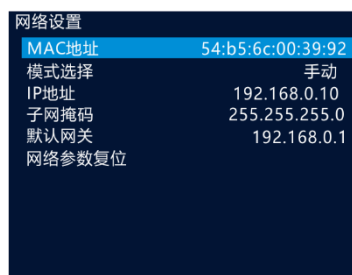 网络设置
MAC地址 54:b5:6c:00:39:92
模式选择 手动
IP地址 192.168.0.10
子网掩码 255.255.255.0
默认网关 192.168.0.1
网络参数复位